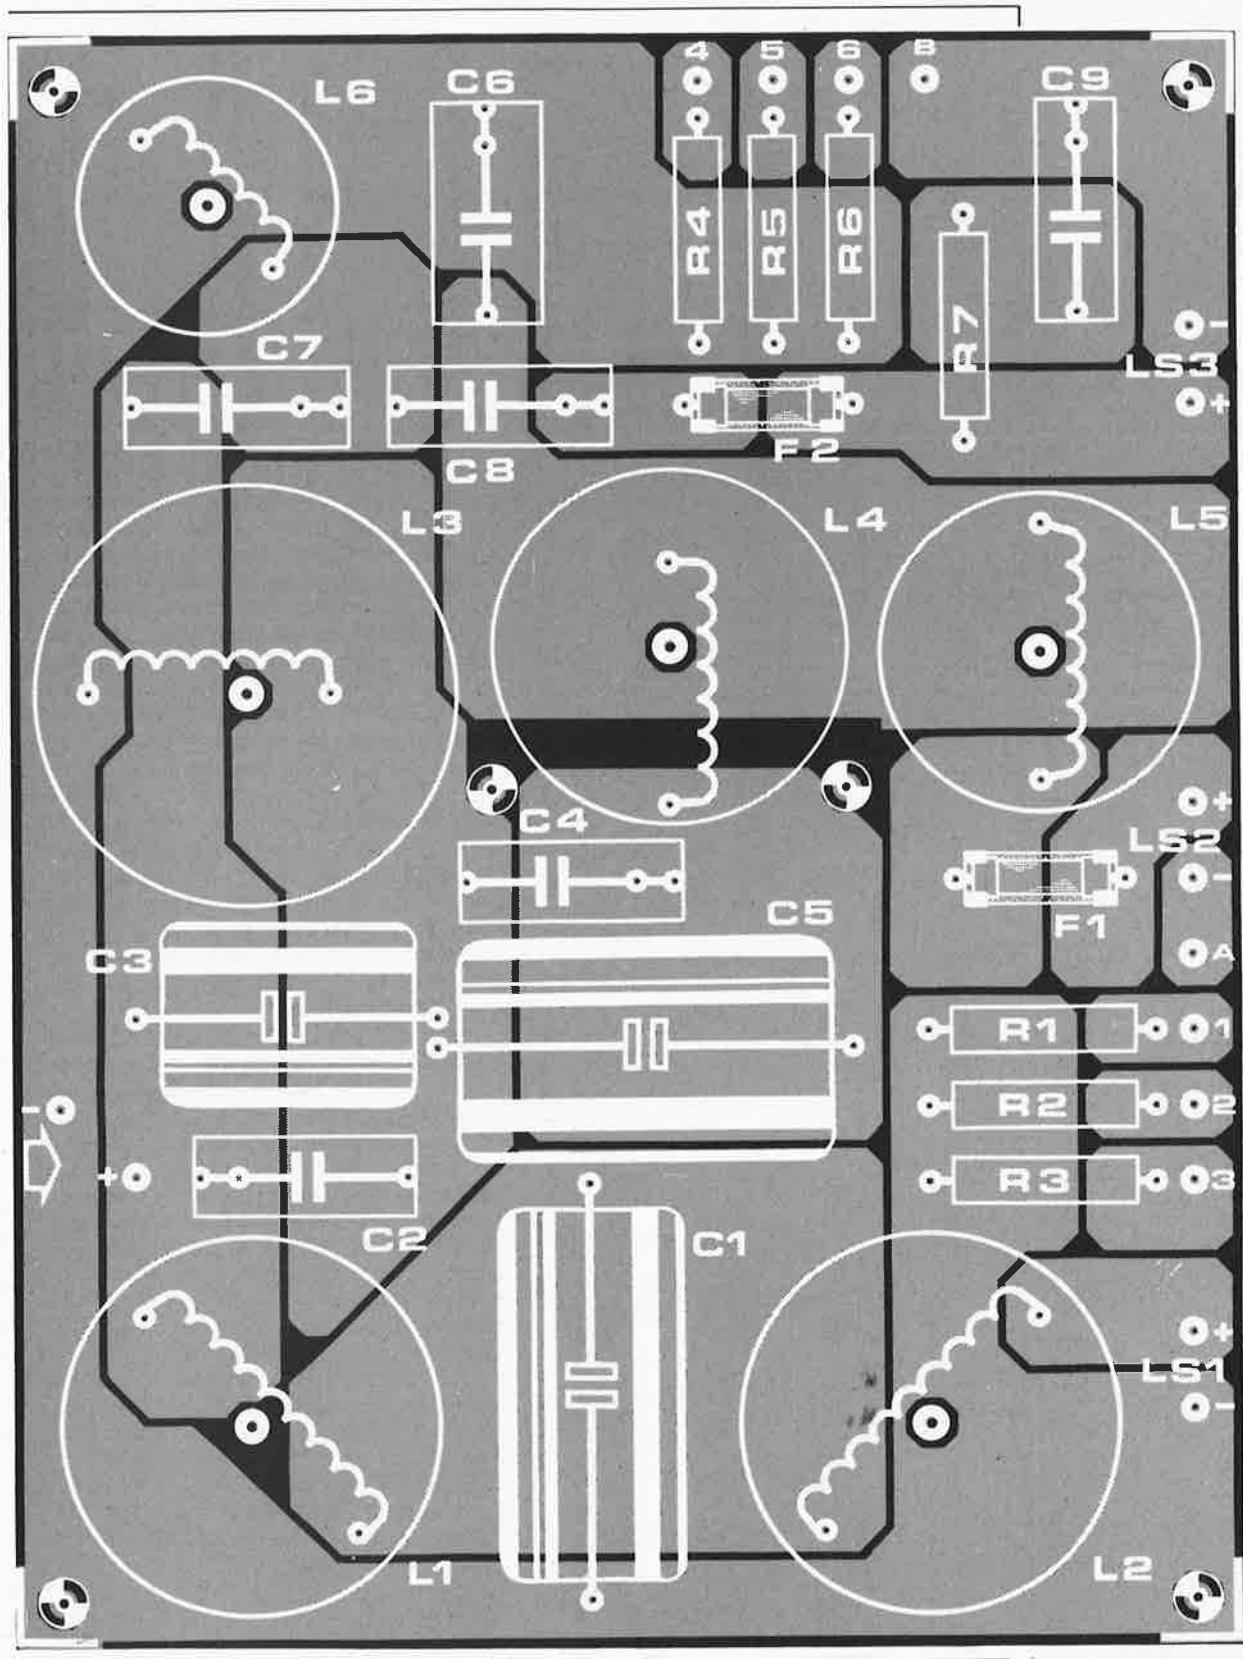 4 5 6 B
L6 C6 C9
R4 R5 R6
R7
-
C7 LS3
+
F2
C8
L3 L4 L5
+
C4 LS2
-
C5
F1
C3 A
R1 1
R2 2
-
+ R3 3
C2 C1
+
LS1
-
L1 L2